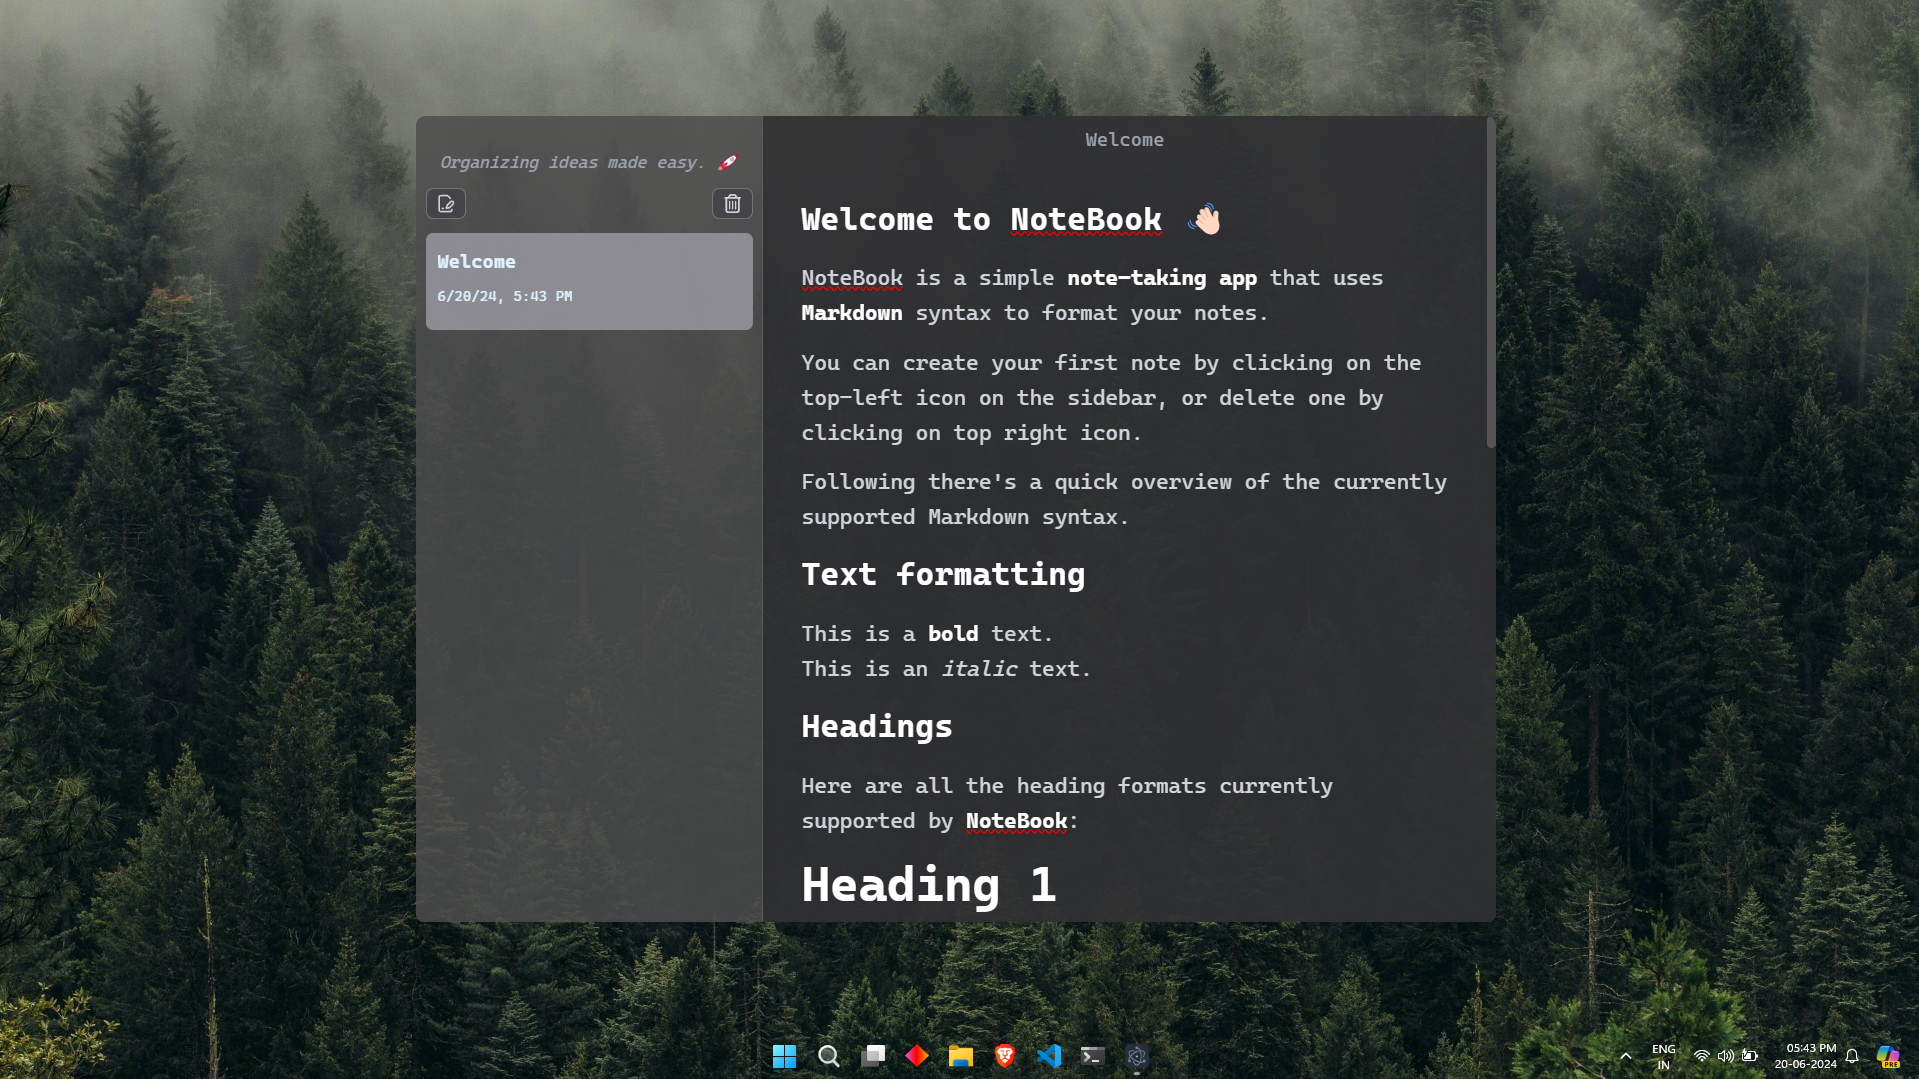 Organizing ideas made easy. 🚀
Welcome
6/20/24, 5:43 PM
Welcome
Welcome to NoteBook 👋🏻
NoteBook is a simple note-taking app that uses
Markdown syntax to format your notes.
You can create your first note by clicking on the
top-left icon on the sidebar, or delete one by
clicking on top right icon.
Following there's a quick overview of the currently
supported Markdown syntax.
Text formatting
This is a bold text.
This is an italic text.
Headings
Here are all the heading formats currently
supported by NoteBook:
Heading 1
ENG
IN
05:43 PM
20-06-2024
PRE